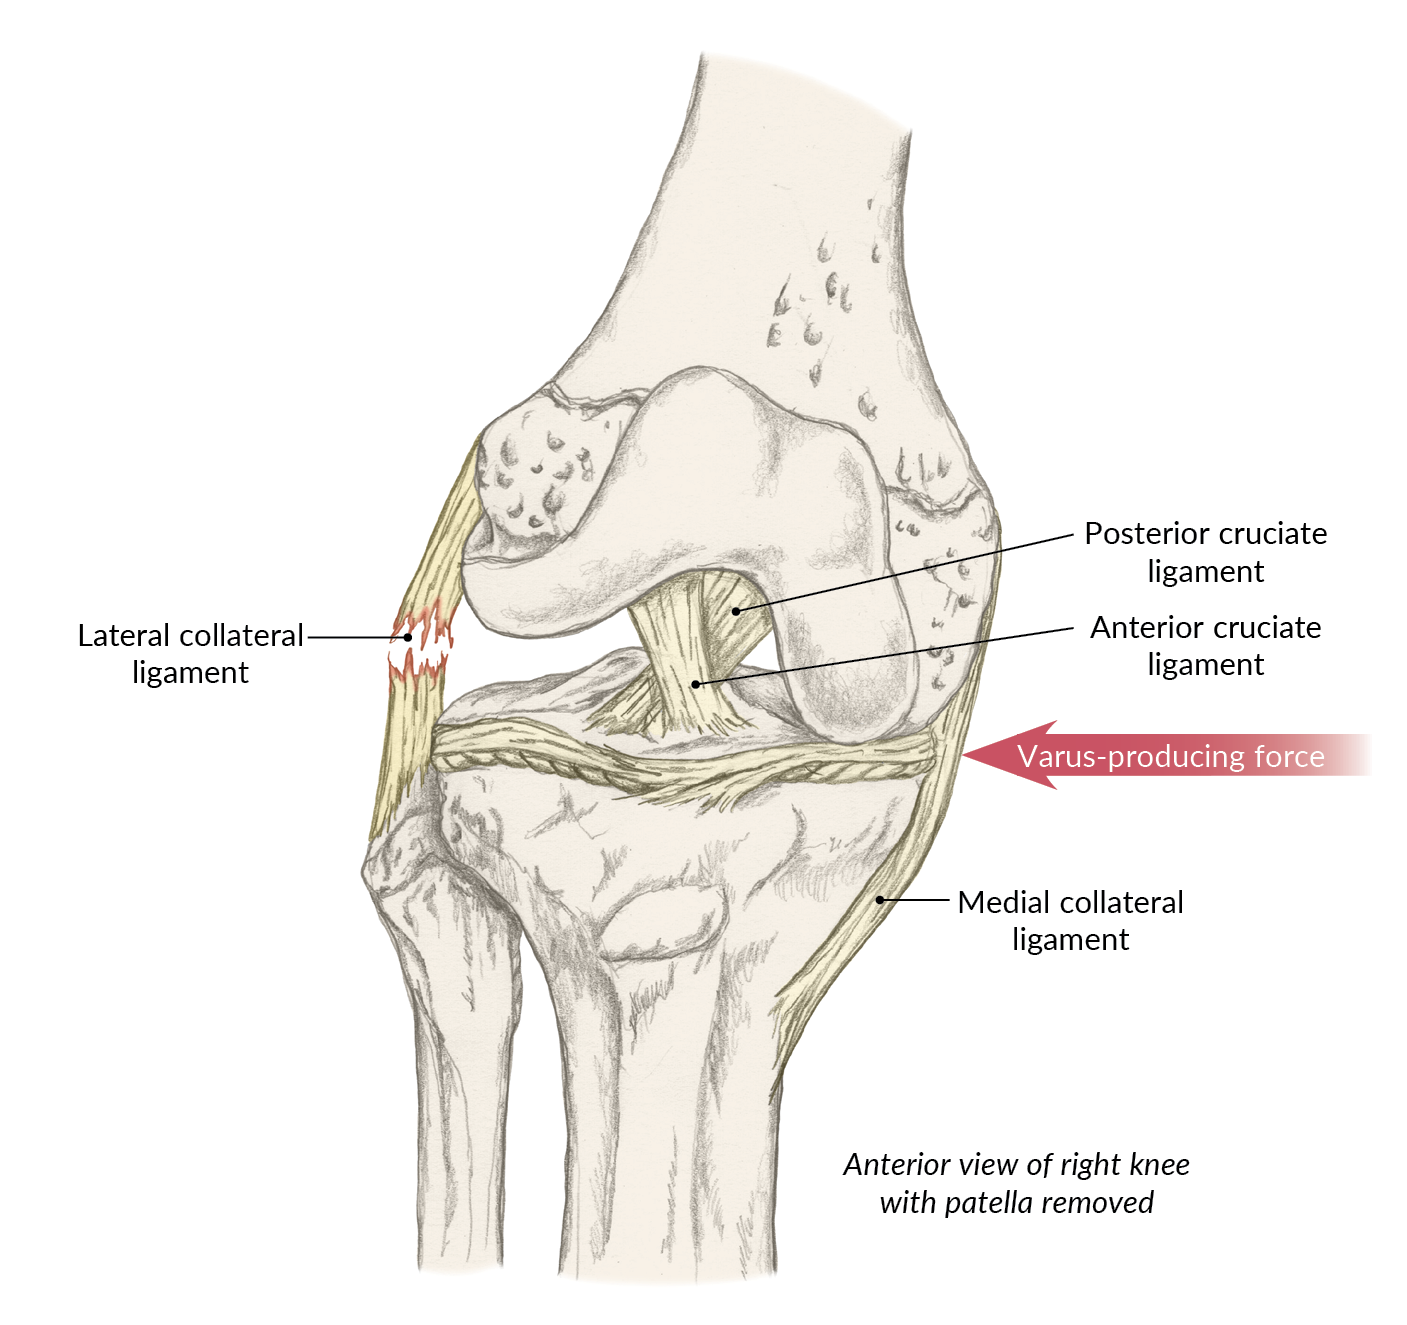 Posterior cruciate
ligament
Anterior cruciate
ligament
Lateral collateral
ligament
Varus-producing force
Medial collateral
ligament
Anterior view of right knee
with patella removed